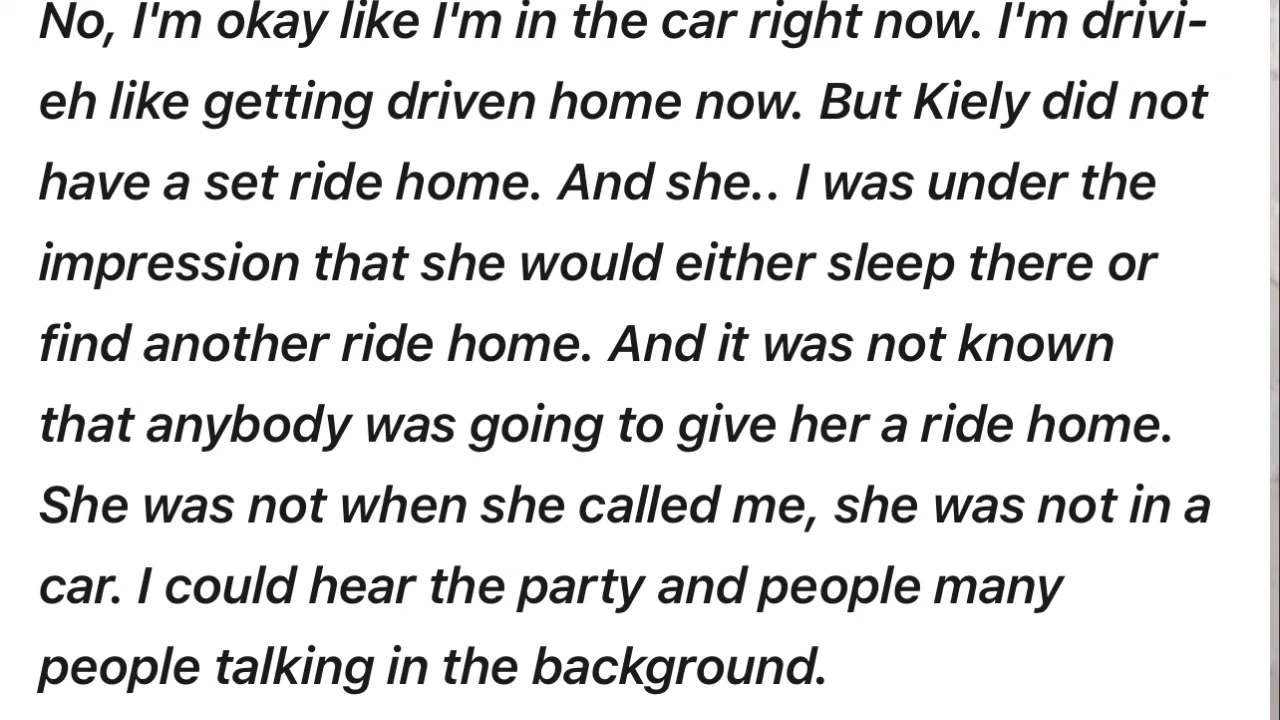 No, I'm okay like I'm in the car right now. I'm drivi-
eh like getting driven home now. But Kiely did not
have a set ride home. And she.. I was under the
impression that she would either sleep there or
find another ride home. And it was not known
that anybody was going to give her a ride home.
She was not when she called me, she was not in a
car. I could hear the party and people many
people talking in the background.